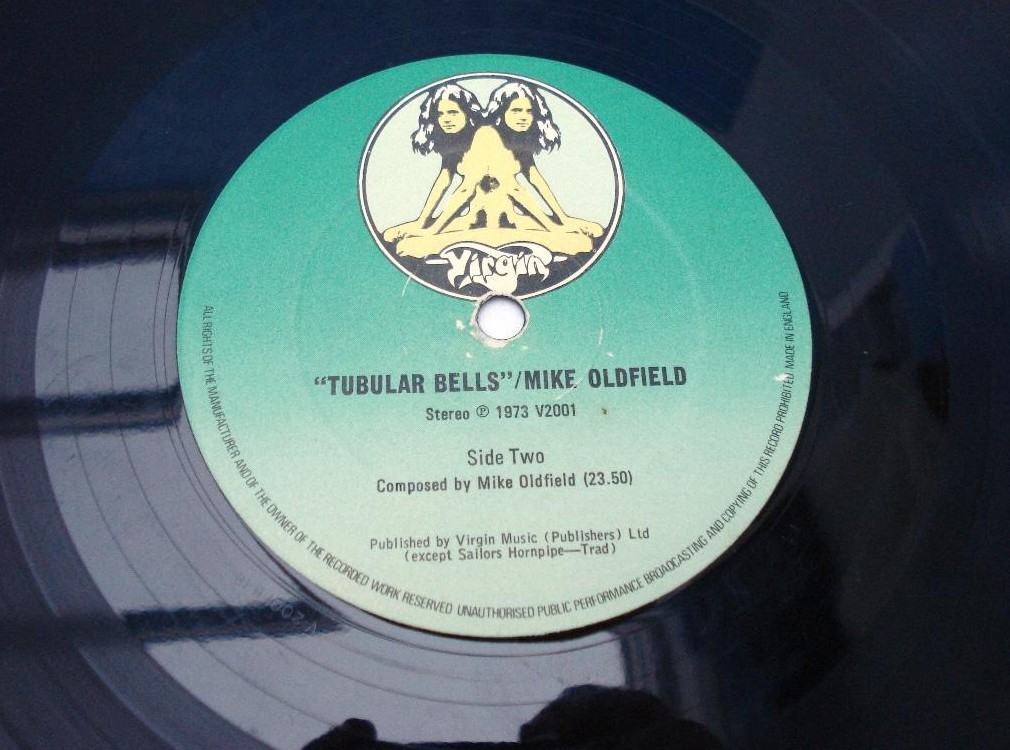 Virgin
“TUBULAR BELLS”/MIKE OLDFIELD
Stereo ℗ 1973 V2001
Side Two
Composed by Mike Oldfield (23.50)
Published by Virgin Music (Publishers) Ltd
(except Sailors Hornpipe—Trad)
ALL RIGHTS OF THE MANUFACTURER AND OF THE OWNER OF THE RECORDED WORK RESERVED UNAUTHORISED PUBLIC PERFORMANCE BROADCASTING AND COPYING OF THIS RECORD PROHIBITED MADE IN ENGLAND